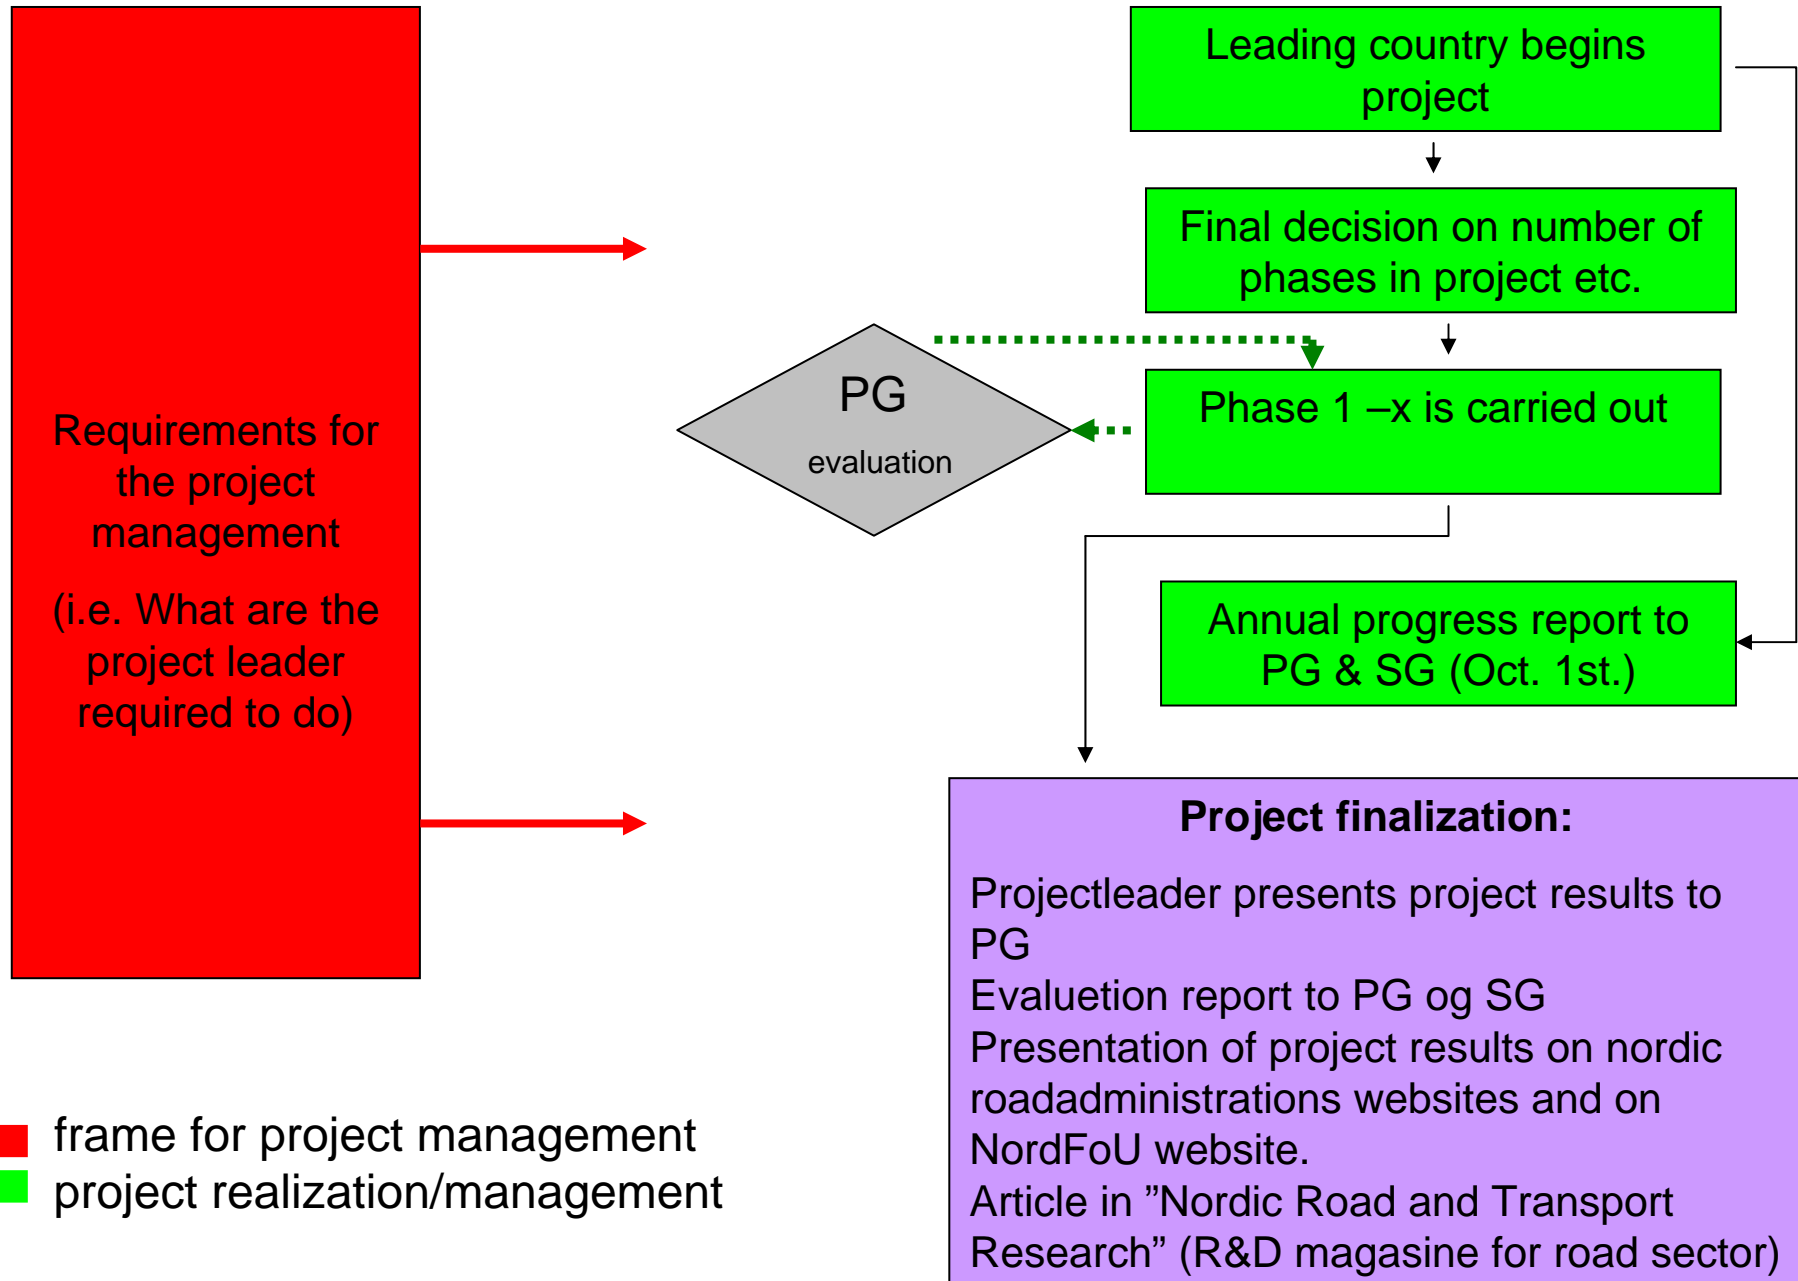 Requirements for
the project
management
(i.e. What are the
project leader
required to do)
Leading country begins
project
Final decision on number of
phases in project etc.
PG
evaluation
Phase 1 –x is carried out
Annual progress report to
PG & SG (Oct. 1st.)
Project finalization:
Projectleader presents project results to
PG
Evaluetion report to PG og SG
Presentation of project results on nordic
roadadministrations websites and on
NordFoU website.
Article in ”Nordic Road and Transport
Research” (R&D magasine for road sector)
frame for project management
project realization/management